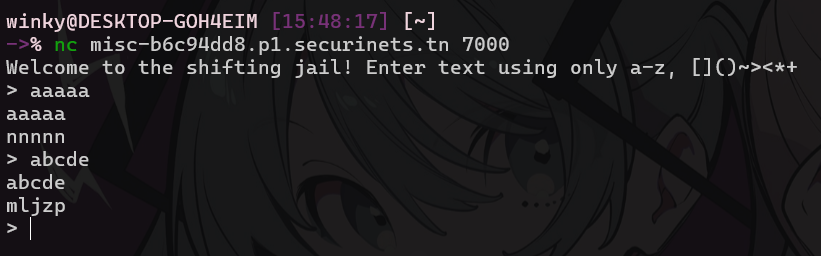 winky@DESKTOP-GOH4EIM [15:48:17] [~]
->% nc misc-b6c94dd8.p1.securinets.tn 7000
Welcome to the shifting jail! Enter text using only a-z, []()~><*+
> aaaaa
aaaaa
nnnnn
> abcde
abcde
mljzp
>